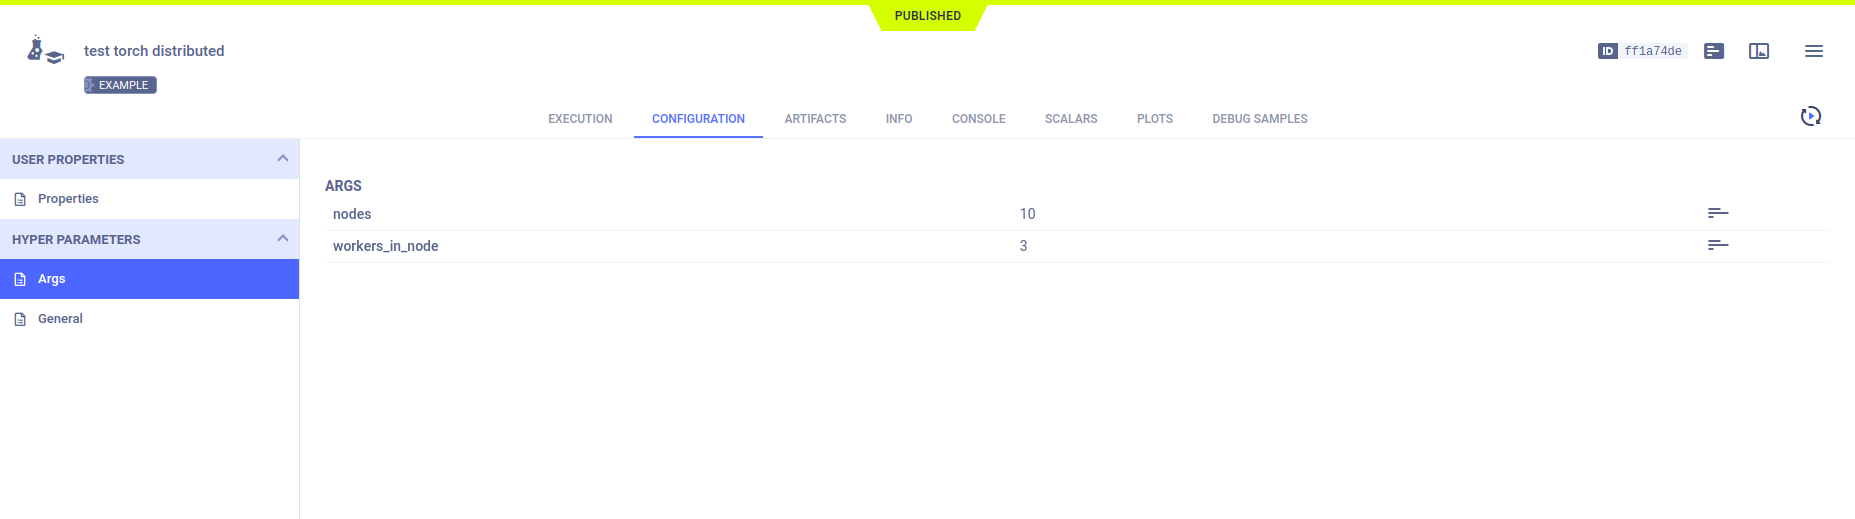 PUBLISHED
test torch distributed
ID ff1a74de
EXAMPLE
EXECUTION CONFIGURATION ARTIFACTS INFO CONSOLE SCALARS PLOTS DEBUG SAMPLES
USER PROPERTIES
Properties
HYPER PARAMETERS
Args
General
ARGS
nodes 10
workers_in_node 3